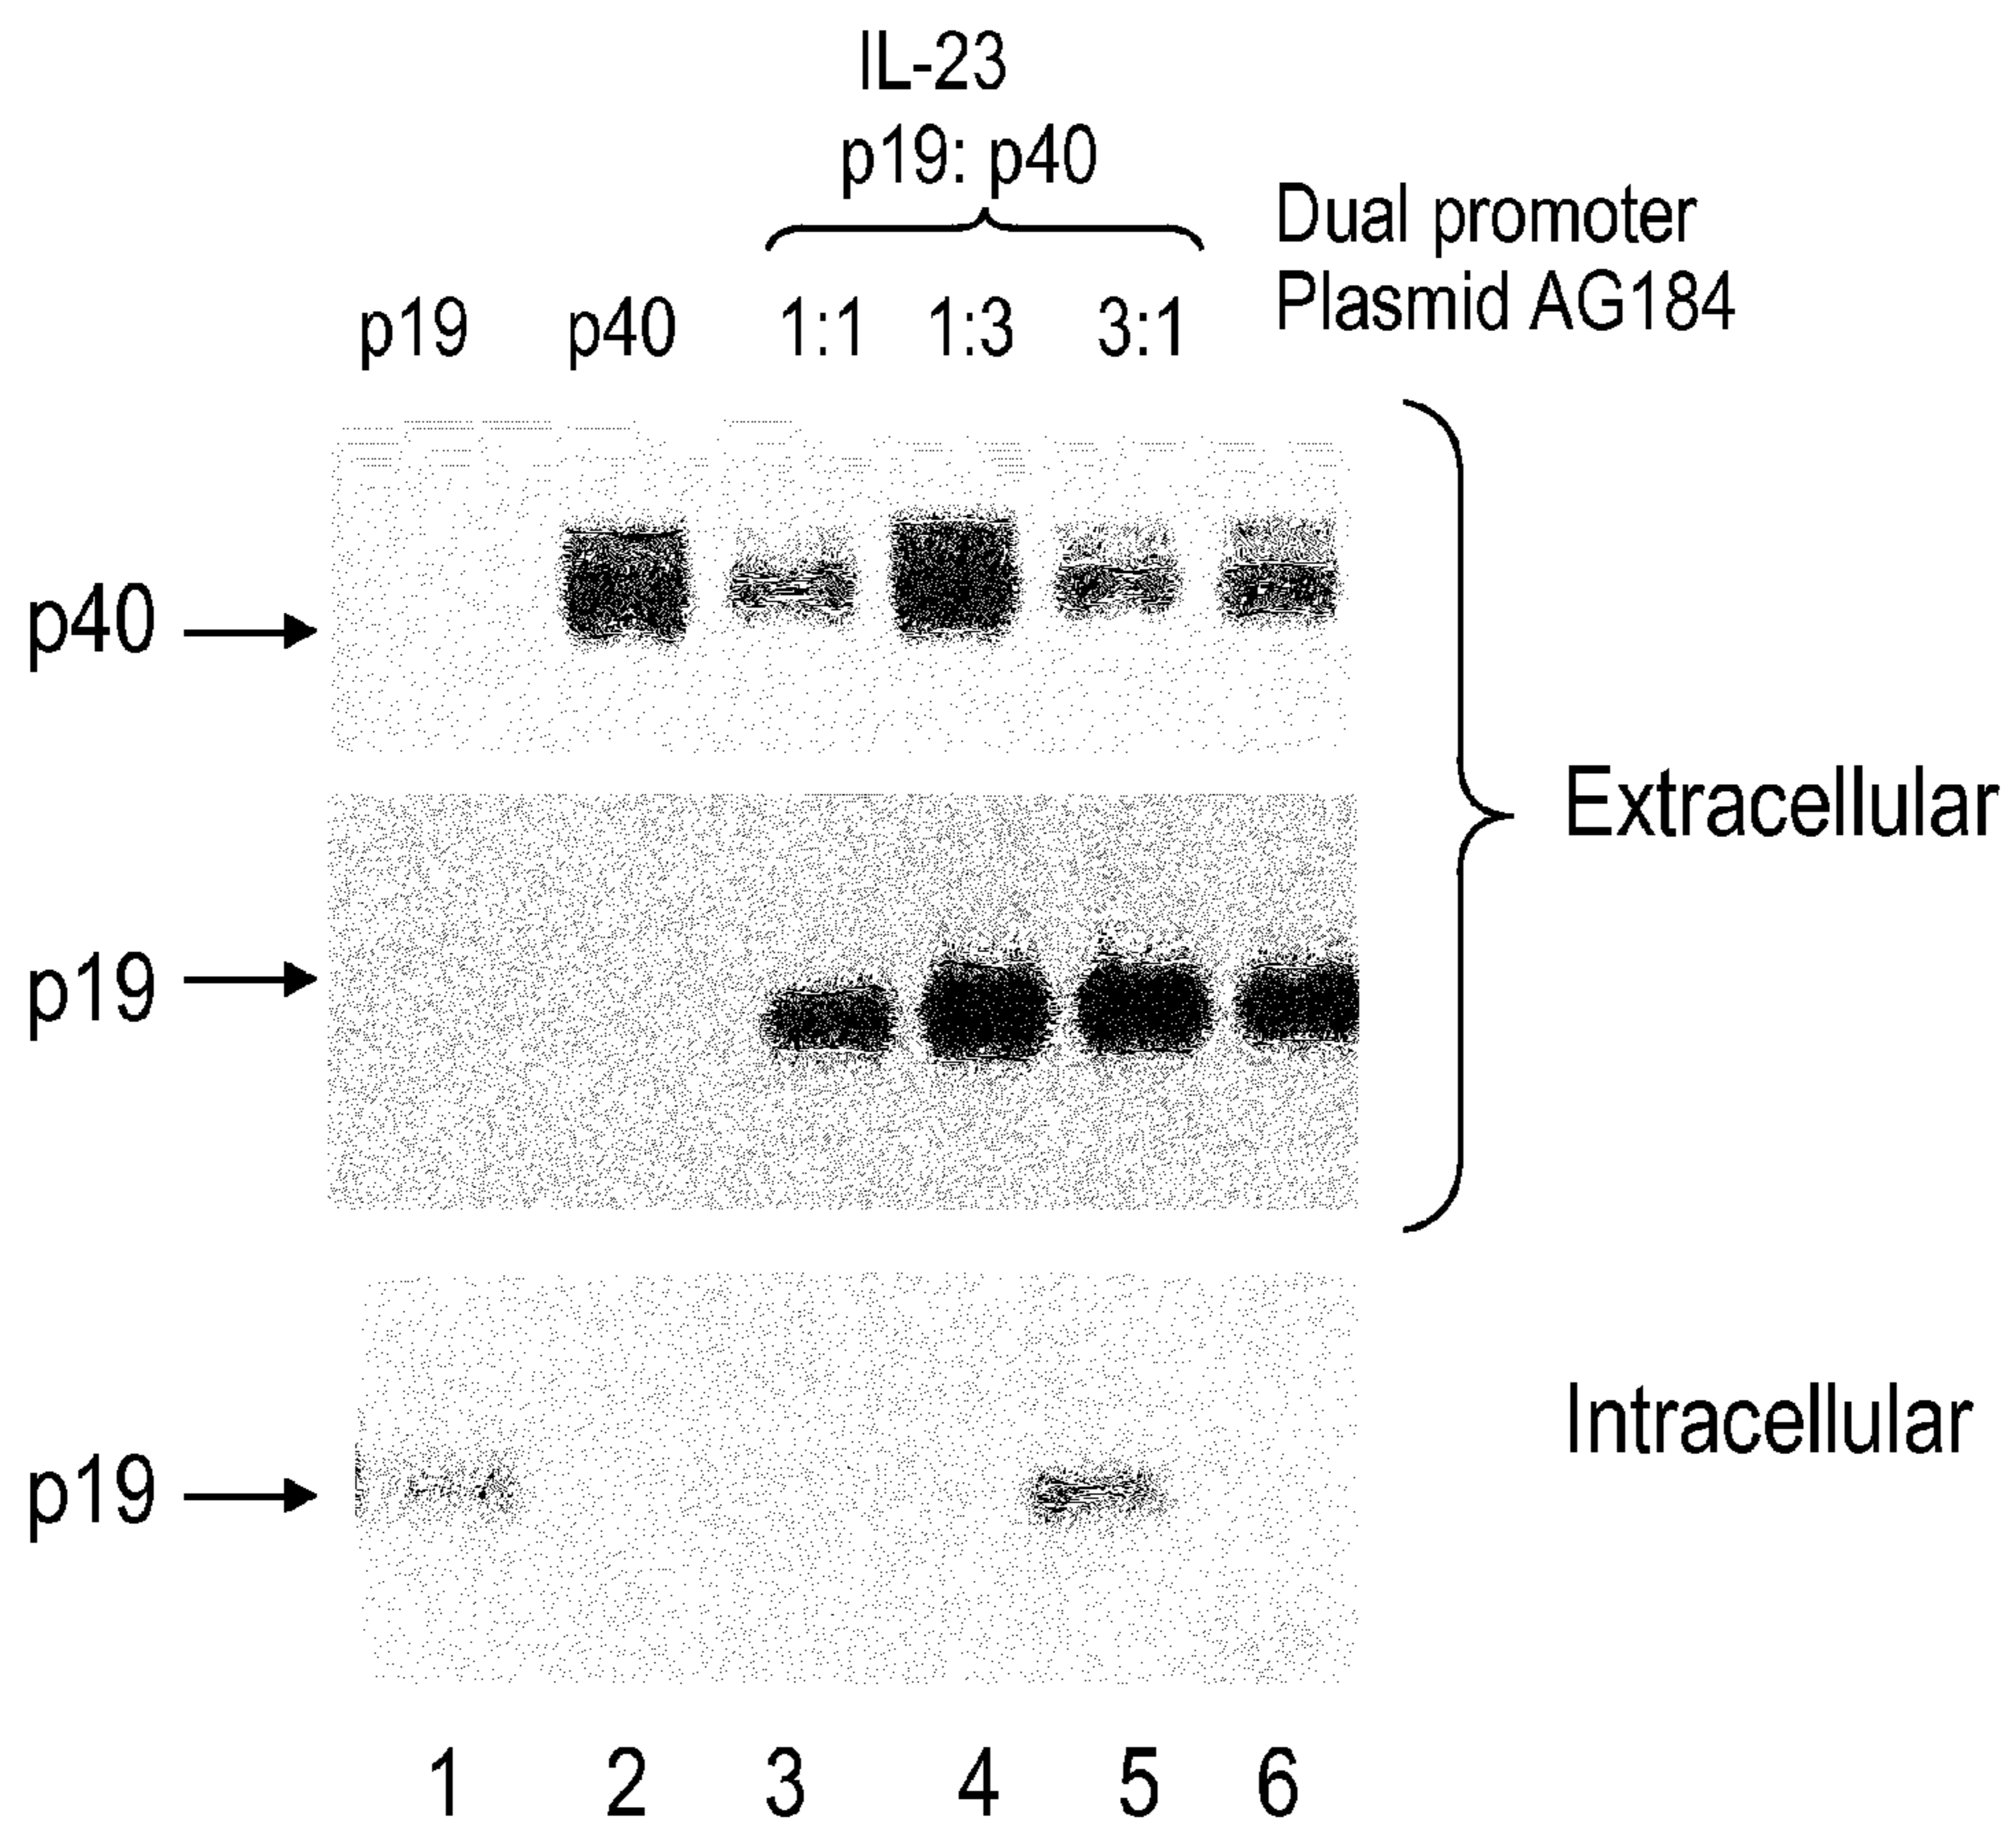 IL-23
p19: p40
Dual promoter
Plasmid AG184
p19 p40 1:1 1:3 3:1
p40
Extracellular
p19
Intracellular
p19
1 2 3 4 5 6